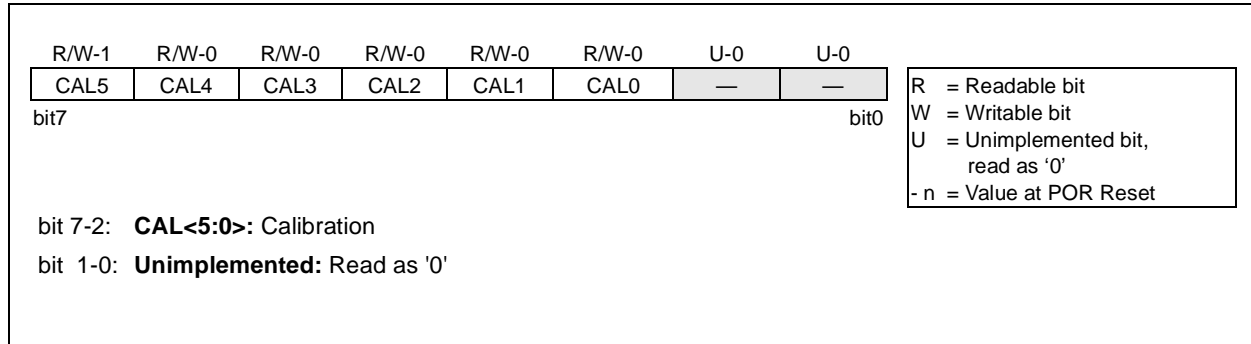 R/W-1 R/W-0 R/W-0 R/W-0 R/W-0 R/W-0 U-0 U-0
CAL5 CAL4 CAL3 CAL2 CAL1 CAL0 — —
bit7 bit0
R = Readable bit
W = Writable bit
U = Unimplemented bit,
read as ‘0’
- n = Value at POR Reset
bit 7-2: CAL<5:0>: Calibration
bit 1-0: Unimplemented: Read as '0'